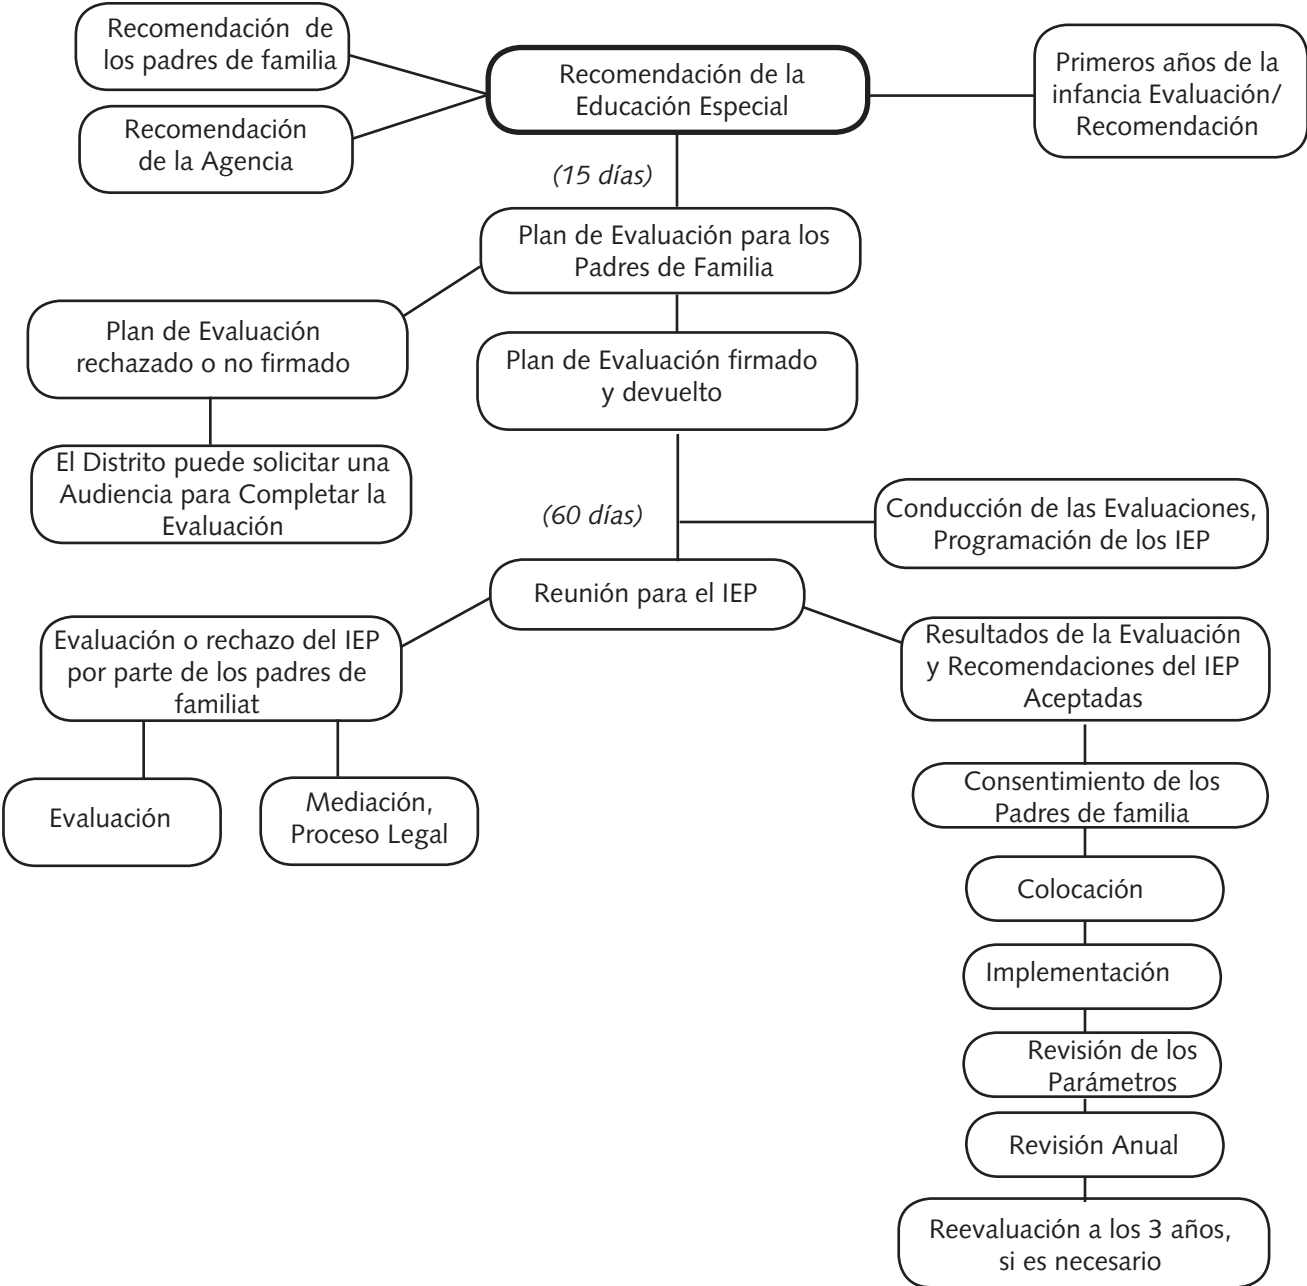 Recomendación de
los padres de familia
Recomendación
de la Agencia
Recomendación de la
Educación Especial
Primeros años de la
infancia Evaluación/
Recomendación
(15 días)
Plan de Evaluación para los
Padres de Familia
Plan de Evaluación
rechazado o no firmado
Plan de Evaluación firmado
y devuelto
El Distrito puede solicitar una
Audiencia para Completar la
Evaluación
(60 días)
Conducción de las Evaluaciones,
Programación de los IEP
Reunión para el IEP
Evaluación o rechazo del IEP
por parte de los padres de
familiat
Resultados de la Evaluación
y Recomendaciones del IEP
Aceptadas
Evaluación
Mediación,
Proceso Legal
Consentimiento de los
Padres de familia
Colocación
Implementación
Revisión de los
Parámetros
Revisión Anual
Reevaluación a los 3 años,
si es necesario